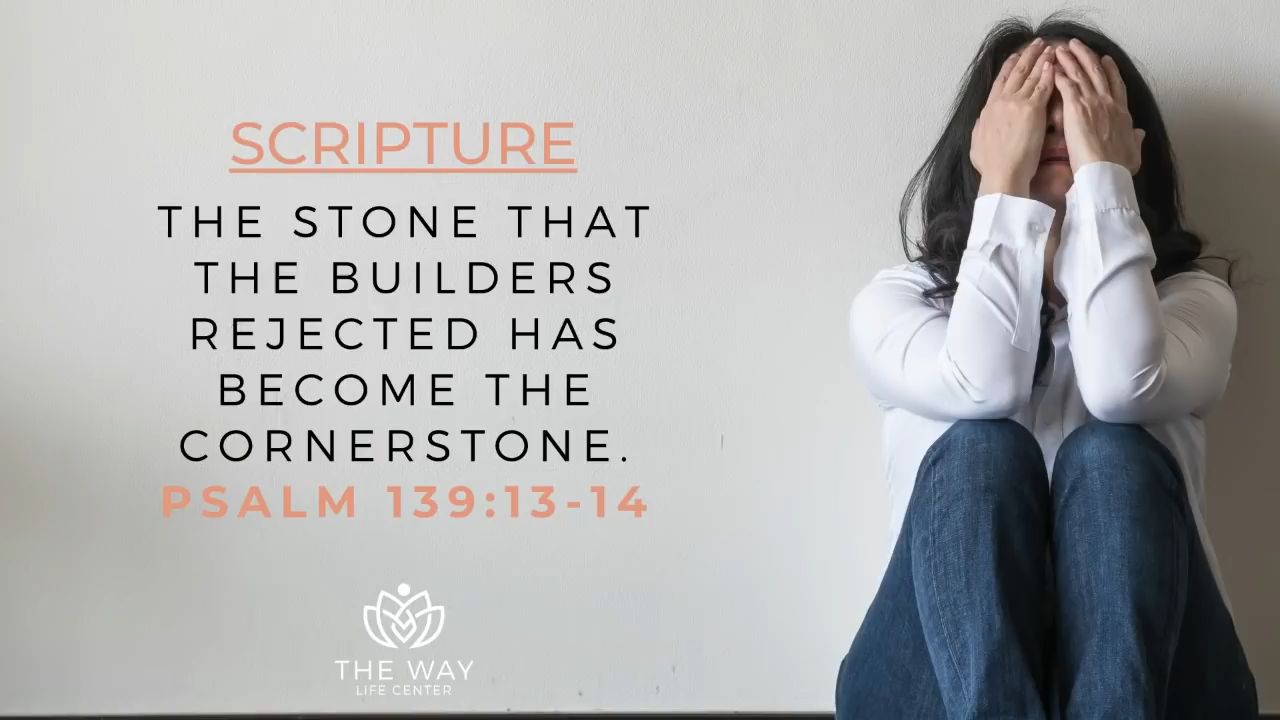 SCRIPTURE
THE STONE THAT
THE BUILDERS
REJECTED HAS
BECOME THE
CORNERSTONE.
PSALM 139:13-14
THE WAY
LIFE CENTER